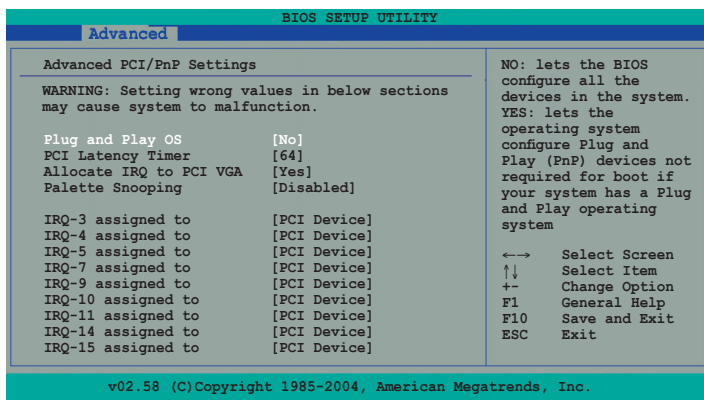 BIOS SETUP UTILITY
Advanced
Advanced PCI/PnP Settings
WARNING: Setting wrong values in below sections
may cause system to malfunction.
Plug and Play OS [No]
PCI Latency Timer [64]
Allocate IRQ to PCI VGA [Yes]
Palette Snooping [Disabled]
IRQ-3 assigned to [PCI Device]
IRQ-4 assigned to [PCI Device]
IRQ-5 assigned to [PCI Device]
IRQ-7 assigned to [PCI Device]
IRQ-9 assigned to [PCI Device]
IRQ-10 assigned to [PCI Device]
IRQ-11 assigned to [PCI Device]
IRQ-14 assigned to [PCI Device]
IRQ-15 assigned to [PCI Device]
NO: lets the BIOS
configure all the
devices in the system.
YES: lets the
operating system
configure Plug and
Play (PnP) devices not
required for boot if
your system has a Plug
and Play operating
system
←→ Select Screen
↑↓ Select Item
+- Change Option
F1 General Help
F10 Save and Exit
ESC Exit
v02.58 (C)Copyright 1985-2004, American Megatrends, Inc.